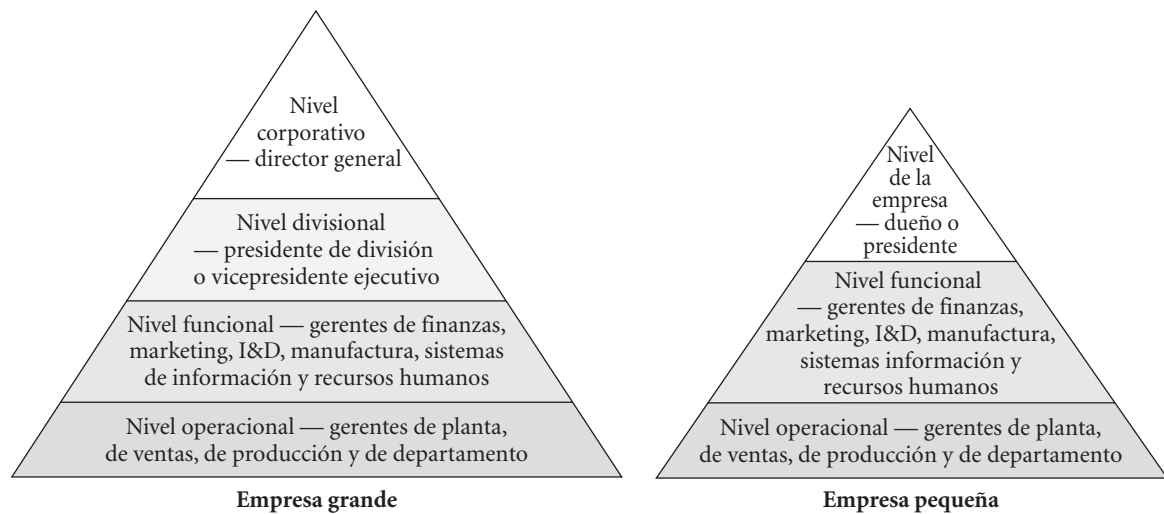 Nivel
corporativo
— director general
Nivel divisional
— presidente de división
o vicepresidente ejecutivo
Nivel funcional — gerentes de finanzas,
marketing, I&D, manufactura, sistemas
de información y recursos humanos
Nivel operacional — gerentes de planta,
de ventas, de producción y de departamento
Empresa grande
Nivel
de la
empresa
— dueño o
presidente
Nivel funcional
— gerentes de finanzas,
marketing, I&D, manufactura,
sistemas información y
recursos humanos
Nivel operacional — gerentes de planta,
de ventas, de producción y de departamento
Empresa pequeña